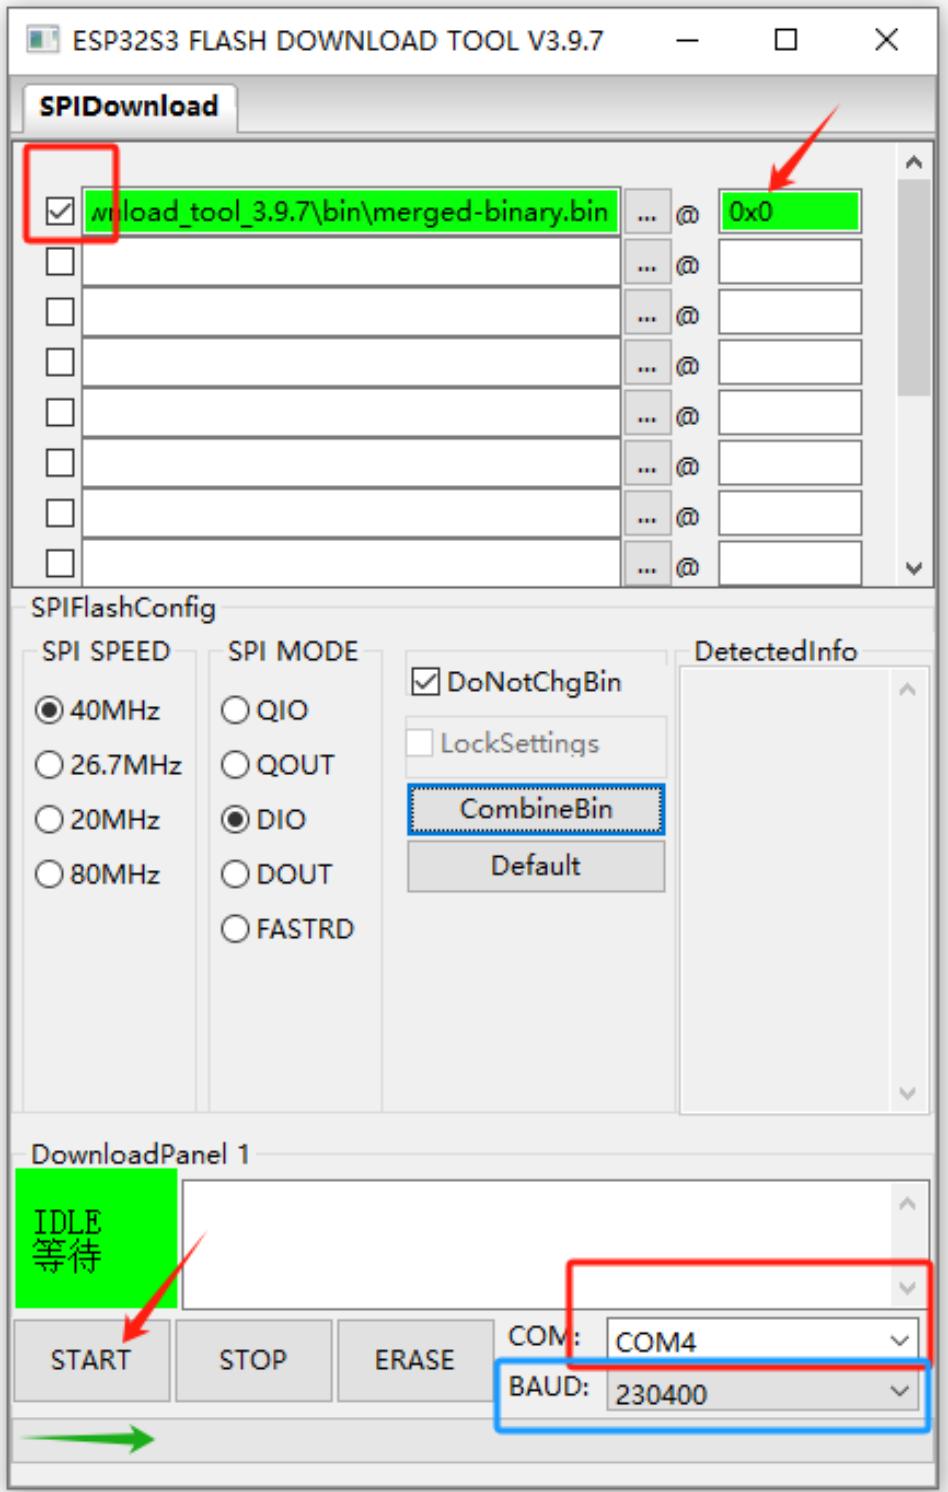 ESP32S3 FLASH DOWNLOAD TOOL V3.9.7
SPIDownload
wnload_tool_3.9.7\bin\merged-binary.bin ... @ 0x0
... @
... @
... @
... @
... @
... @
... @
SPIFlashConfig
SPI SPEED
40MHz
26.7MHz
20MHz
80MHz
SPI MODE
QIO
QOUT
DIO
DOUT
FASTRD
DoNotChgBin
LockSettings
CombineBin
Default
DetectedInfo
DownloadPanel 1
IDLE
等待
START STOP ERASE
COM: COM4
BAUD: 230400